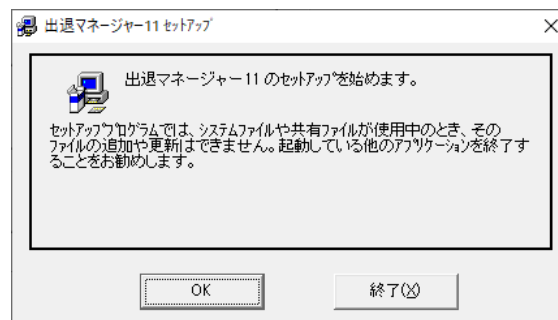 出退マネージャー11 ｾｯﾄｱｯﾌﾟ
出退マネージャー11 のｾｯﾄｱｯﾌﾟを始めます。
ｾｯﾄｱｯﾌﾟﾌﾟﾛｸﾞﾗﾑでは、ｼｽﾃﾑﾌｧｲﾙや共有ﾌｧｲﾙが使用中のとき、その
ﾌｧｲﾙの追加や更新はできません。起動している他のｱﾌﾟﾘｹｰｼｮﾝを終了す
ることをお勧めします。
OK
終了(X)